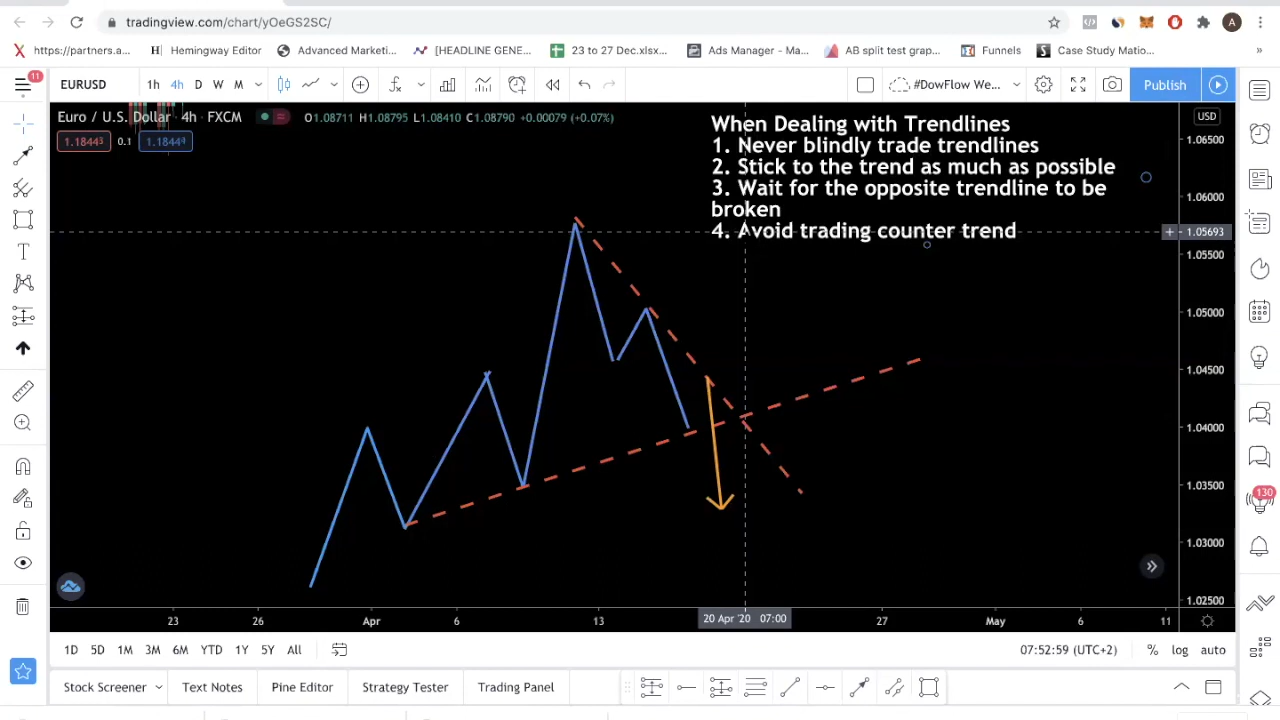 tradingview.com/chart/yOeGS2SC/
A
https://partners.a...
H Hemingway Editor
Advanced Marketi...
[HEADLINE GENE...
23 to 27 Dec.xlsx...
Ads Manager - Ma...
AB split test grap...
Funnels
Case Study Matio...
»
11
EURUSD
1h 4h D W M
#DowFlow We...
Publish
Euro / U.S. Dollar 4h FXCM
O1.08711 H1.08795 L1.08410 C1.08790 +0.00079 (+0.07%)
1.18443 0.1 1.18444
When Dealing with Trendlines
1. Never blindly trade trendlines
2. Stick to the trend as much as possible
3. Wait for the opposite trendline to be
broken
4. Avoid trading counter trend
USD
1.06500
1.06000
1.05693
1.05500
1.05000
1.04500
1.04000
1.03500
1.03000
1.02500
130
23 26 Apr 6 13 20 Apr '20 07:00 27 May 6 11
1D 5D 1M 3M 6M YTD 1Y 5Y All
07:52:59 (UTC+2) % log auto
Stock Screener Text Notes Pine Editor Strategy Tester Trading Panel